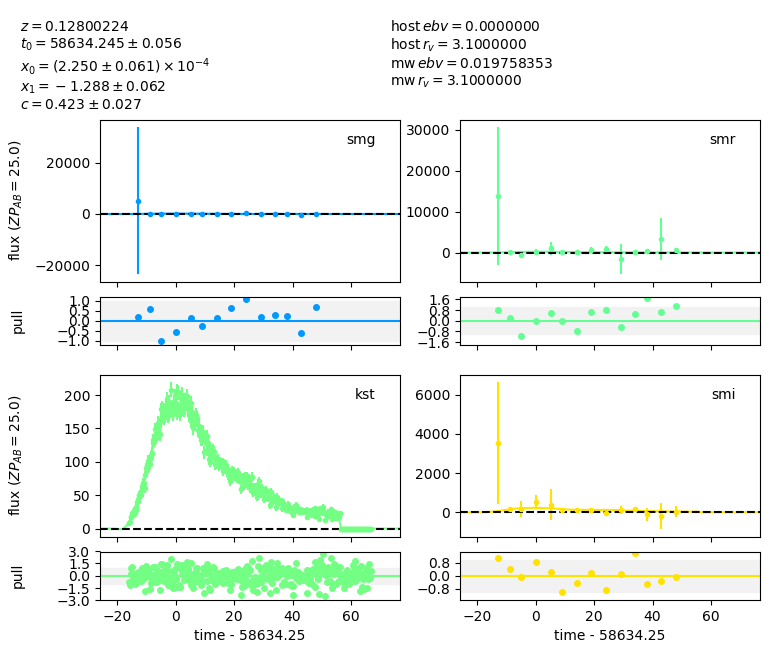 z = 0.12800224
t₀ = 58634.245 ± 0.056
x₀ = (2.250 ± 0.061) × 10⁻⁴
x₁ = −1.288 ± 0.062
c = 0.423 ± 0.027
host ebv = 0.0000000
host r_v = 3.1000000
mw ebv = 0.019758353
mw r_v = 3.1000000
flux (ZP_AB = 25.0)
20000
0
−20000
smg
30000
20000
10000
0
smr
pull
1.0
0.5
0.0
−0.5
−1.0
1.6
0.8
0.0
−0.8
−1.6
flux (ZP_AB = 25.0)
200
150
100
50
0
kst
6000
4000
2000
0
smi
pull
3.0
1.5
0.0
−1.5
−3.0
0.8
0.0
−0.8
−20 0 20 40 60
−20 0 20 40 60
time - 58634.25
time - 58634.25